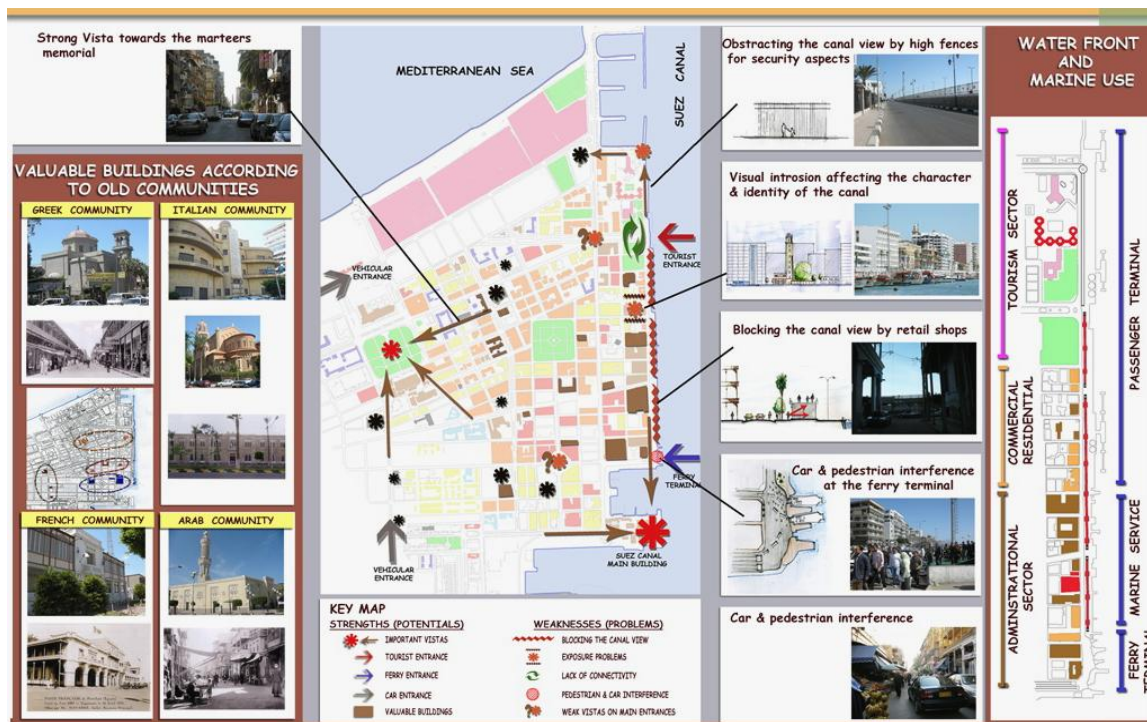 Strong Vista towards the marteers
memorial
VALUABLE BUILDINGS ACCORDING
TO OLD COMMUNITIES
GREEK COMMUNITY
ITALIAN COMMUNITY
FRENCH COMMUNITY
ARAB COMMUNITY
MEDITERRANEAN SEA
SUEZ CANAL
VEHICULAR
ENTRANCE
TOURIST
ENTRANCE
FERRY
TERMINAL
VEHICULAR
ENTRANCE
SUEZ CANAL
MAIN BUILDING
KEY MAP
STRENGTHS (POTENTIALS)
IMPORTANT VISTAS
TOURIST ENTRANCE
FERRY ENTRANCE
CAR ENTRANCE
VALUABLE BUILDINGS
WEAKNESSES (PROBLEMS)
BLOCKING THE CANAL VIEW
EXPOSURE PROBLEMS
LACK OF CONNECTIVITY
PEDESTRIAN & CAR INTERFERENCE
WEAK VISTAS ON MAIN ENTRANCES
Obstracting the canal view by high fences
for security aspects
Visual introsion affecting the character
& identity of the canal
Blocking the canal view by retail shops
Car & pedestrian interference
at the ferry terminal
Car & pedestrian interference
WATER FRONT
AND
MARINE USE
TOURISM SECTOR
COMMERCIAL
RESIDENTIAL
ADMINSTRATIONAL
SECTOR
PASSENGER TERMINAL
MARINE SERVICE
FERRY